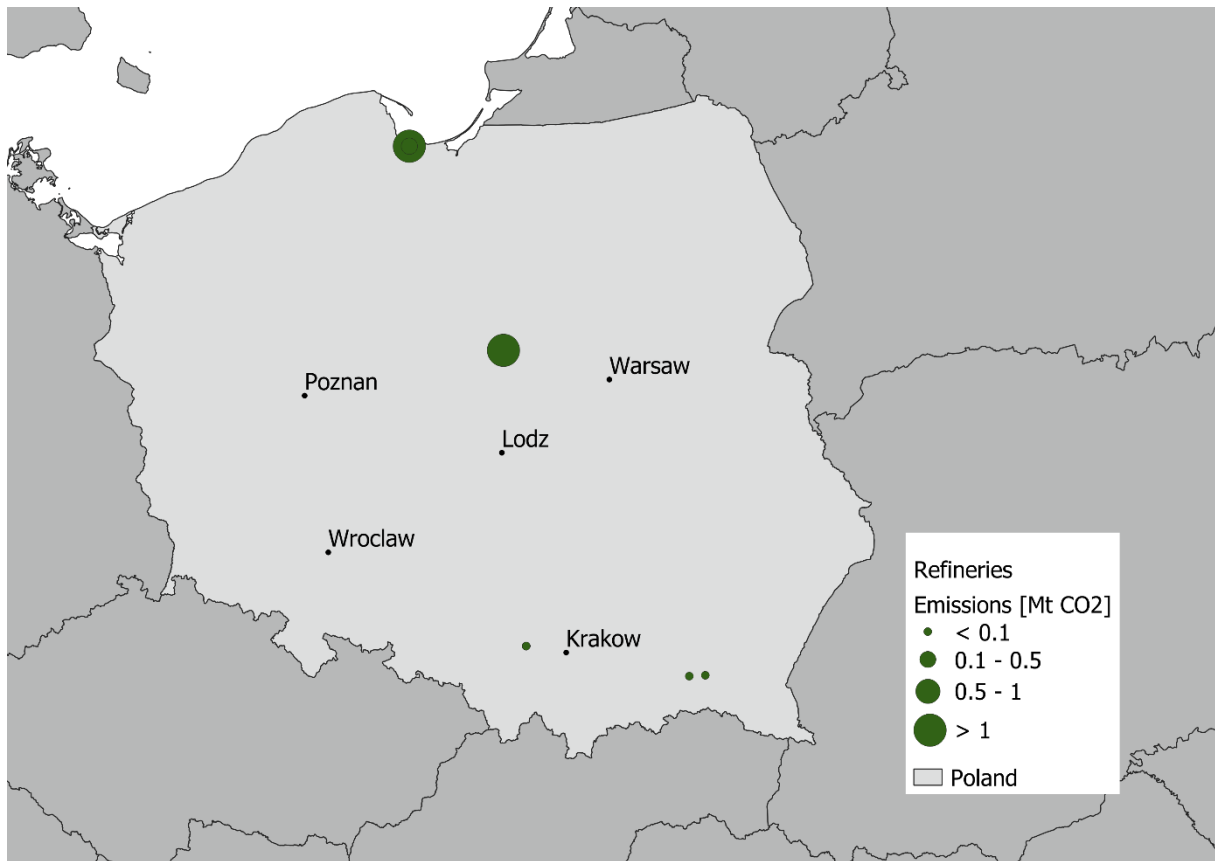 Warsaw
Poznan
Lodz
Wroclaw
Krakow
Refineries
Emissions [Mt CO2]
< 0.1
0.1 - 0.5
0.5 - 1
> 1
Poland